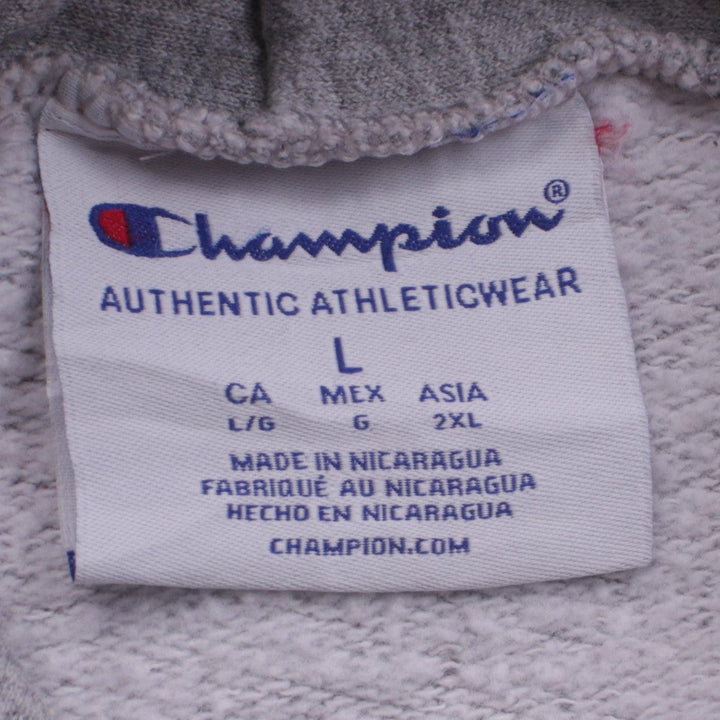 Champion®
AUTHENTIC ATHLETICWEAR
L
CA MEX ASIA
L/G G 2XL
MADE IN NICARAGUA
FABRIQUÉ AU NICARAGUA
HECHO EN NICARAGUA
CHAMPION.COM